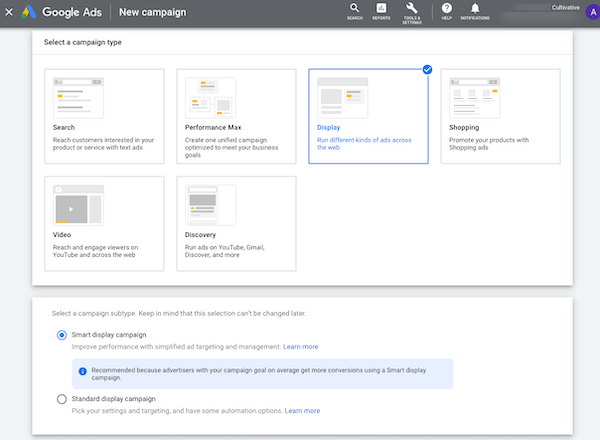 Google Ads
New campaign
SEARCH
REPORTS
TOOLS &
SETTINGS
HELP
NOTIFICATIONS
Cultivative
A
Select a campaign type
Search
Reach customers interested in your
product or service with text ads
Performance Max
Create one unified campaign
optimized to meet your business
goals
Display
Run different kinds of ads across
the web
Shopping
Promote your products with
Shopping ads
Video
Reach and engage viewers on
YouTube and across the web
Discovery
Run ads on YouTube, Gmail,
Discover, and more
Select a campaign subtype. Keep in mind that this selection can't be changed later.
Smart display campaign
Improve performance with simplified ad targeting and management. Learn more
Recommended because advertisers with your campaign goal on average get more conversions using a Smart display
campaign.
Standard display campaign
Pick your settings and targeting, and have some automation options. Learn more